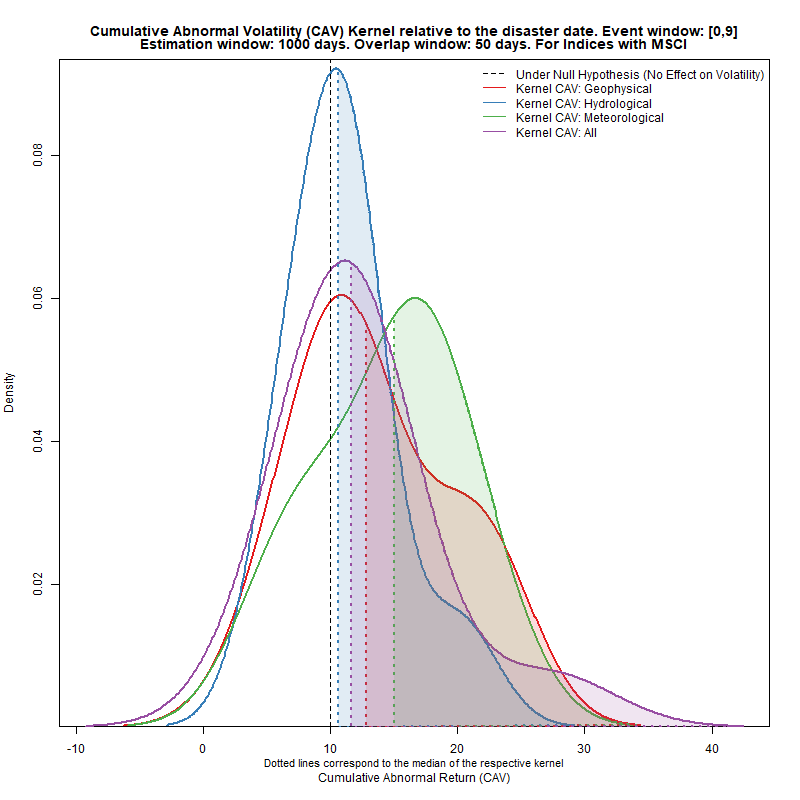 Cumulative Abnormal Volatility (CAV) Kernel relative to the disaster date. Event window: [0,9]
Estimation window: 1000 days. Overlap window: 50 days. For Indices with MSCI
Under Null Hypothesis (No Effect on Volatility)
Kernel CAV: Geophysical
Kernel CAV: Hydrological
Kernel CAV: Meteorological
Kernel CAV: All
Density
0.08
0.06
0.04
0.02
-10 0 10 20 30 40
Dotted lines correspond to the median of the respective kernel
Cumulative Abnormal Return (CAV)